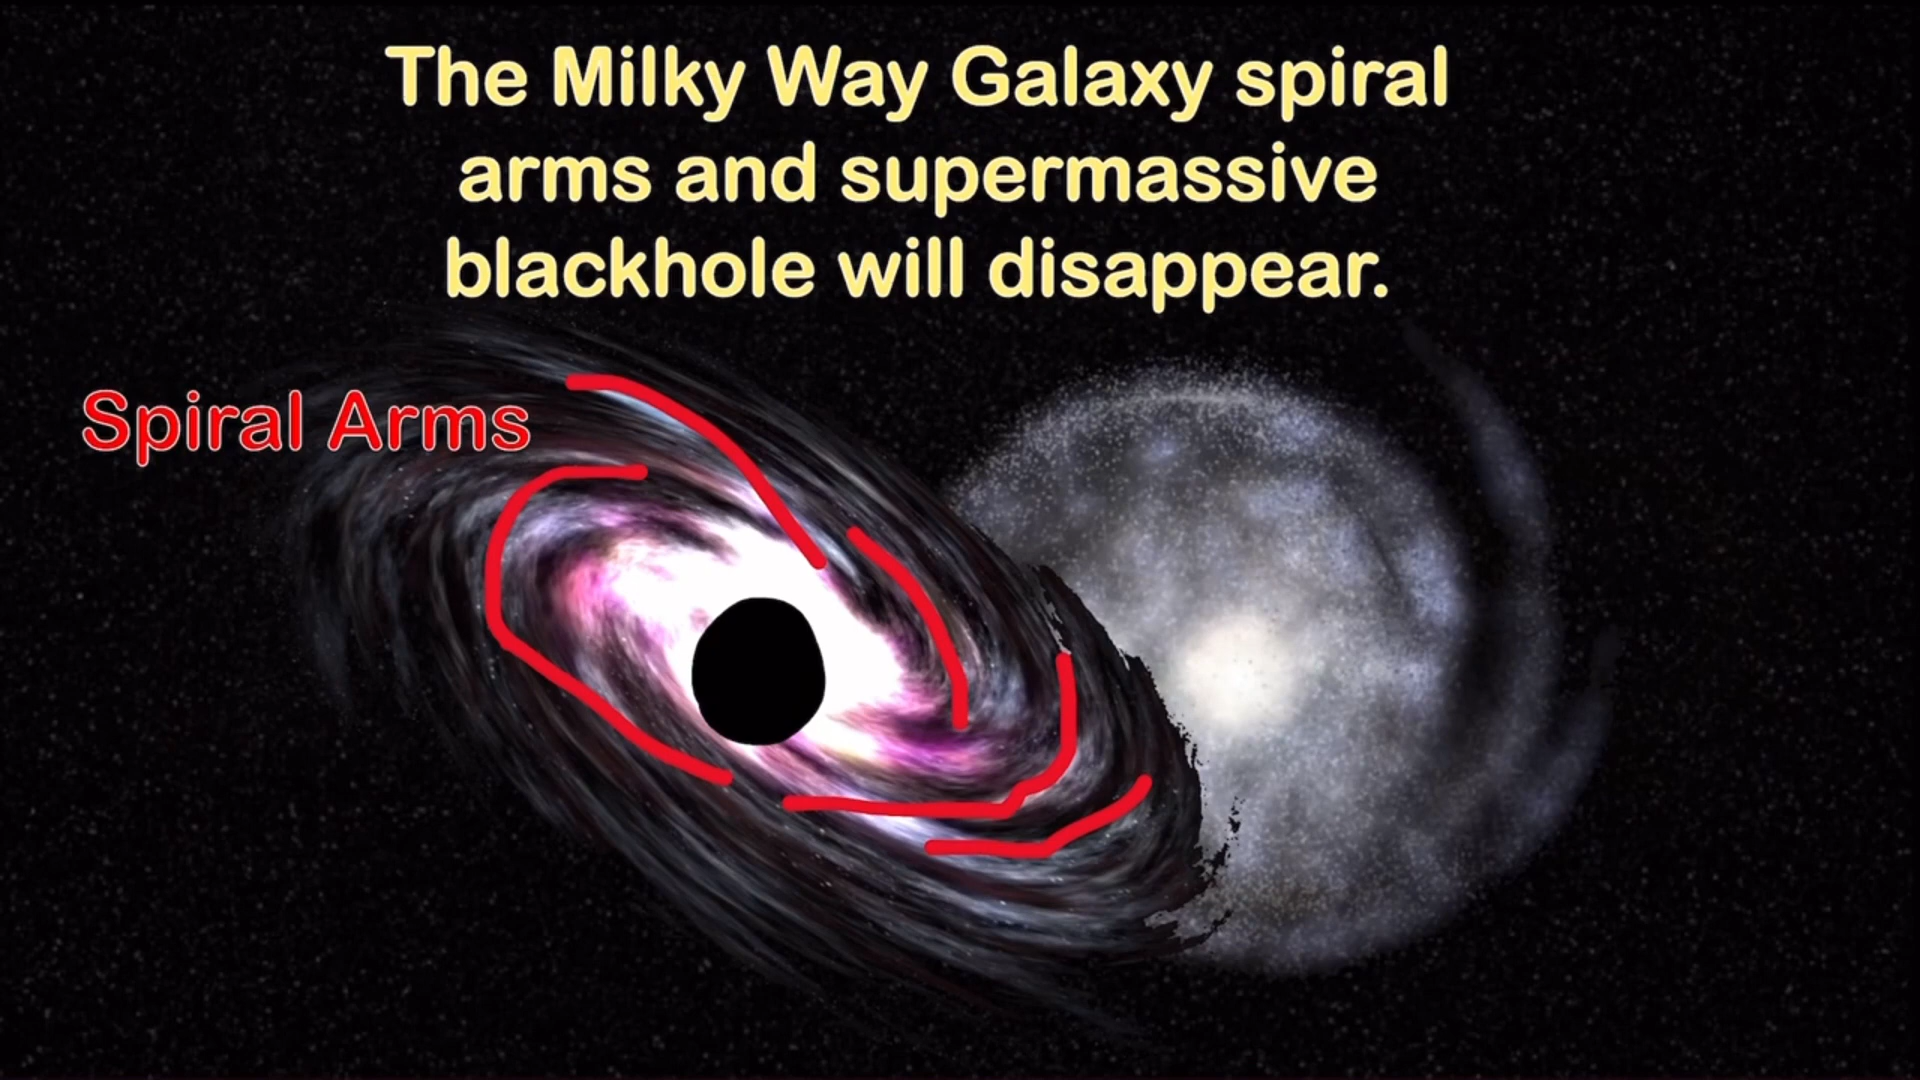 The Milky Way Galaxy spiral
arms and supermassive
blackhole will disappear.
Spiral Arms